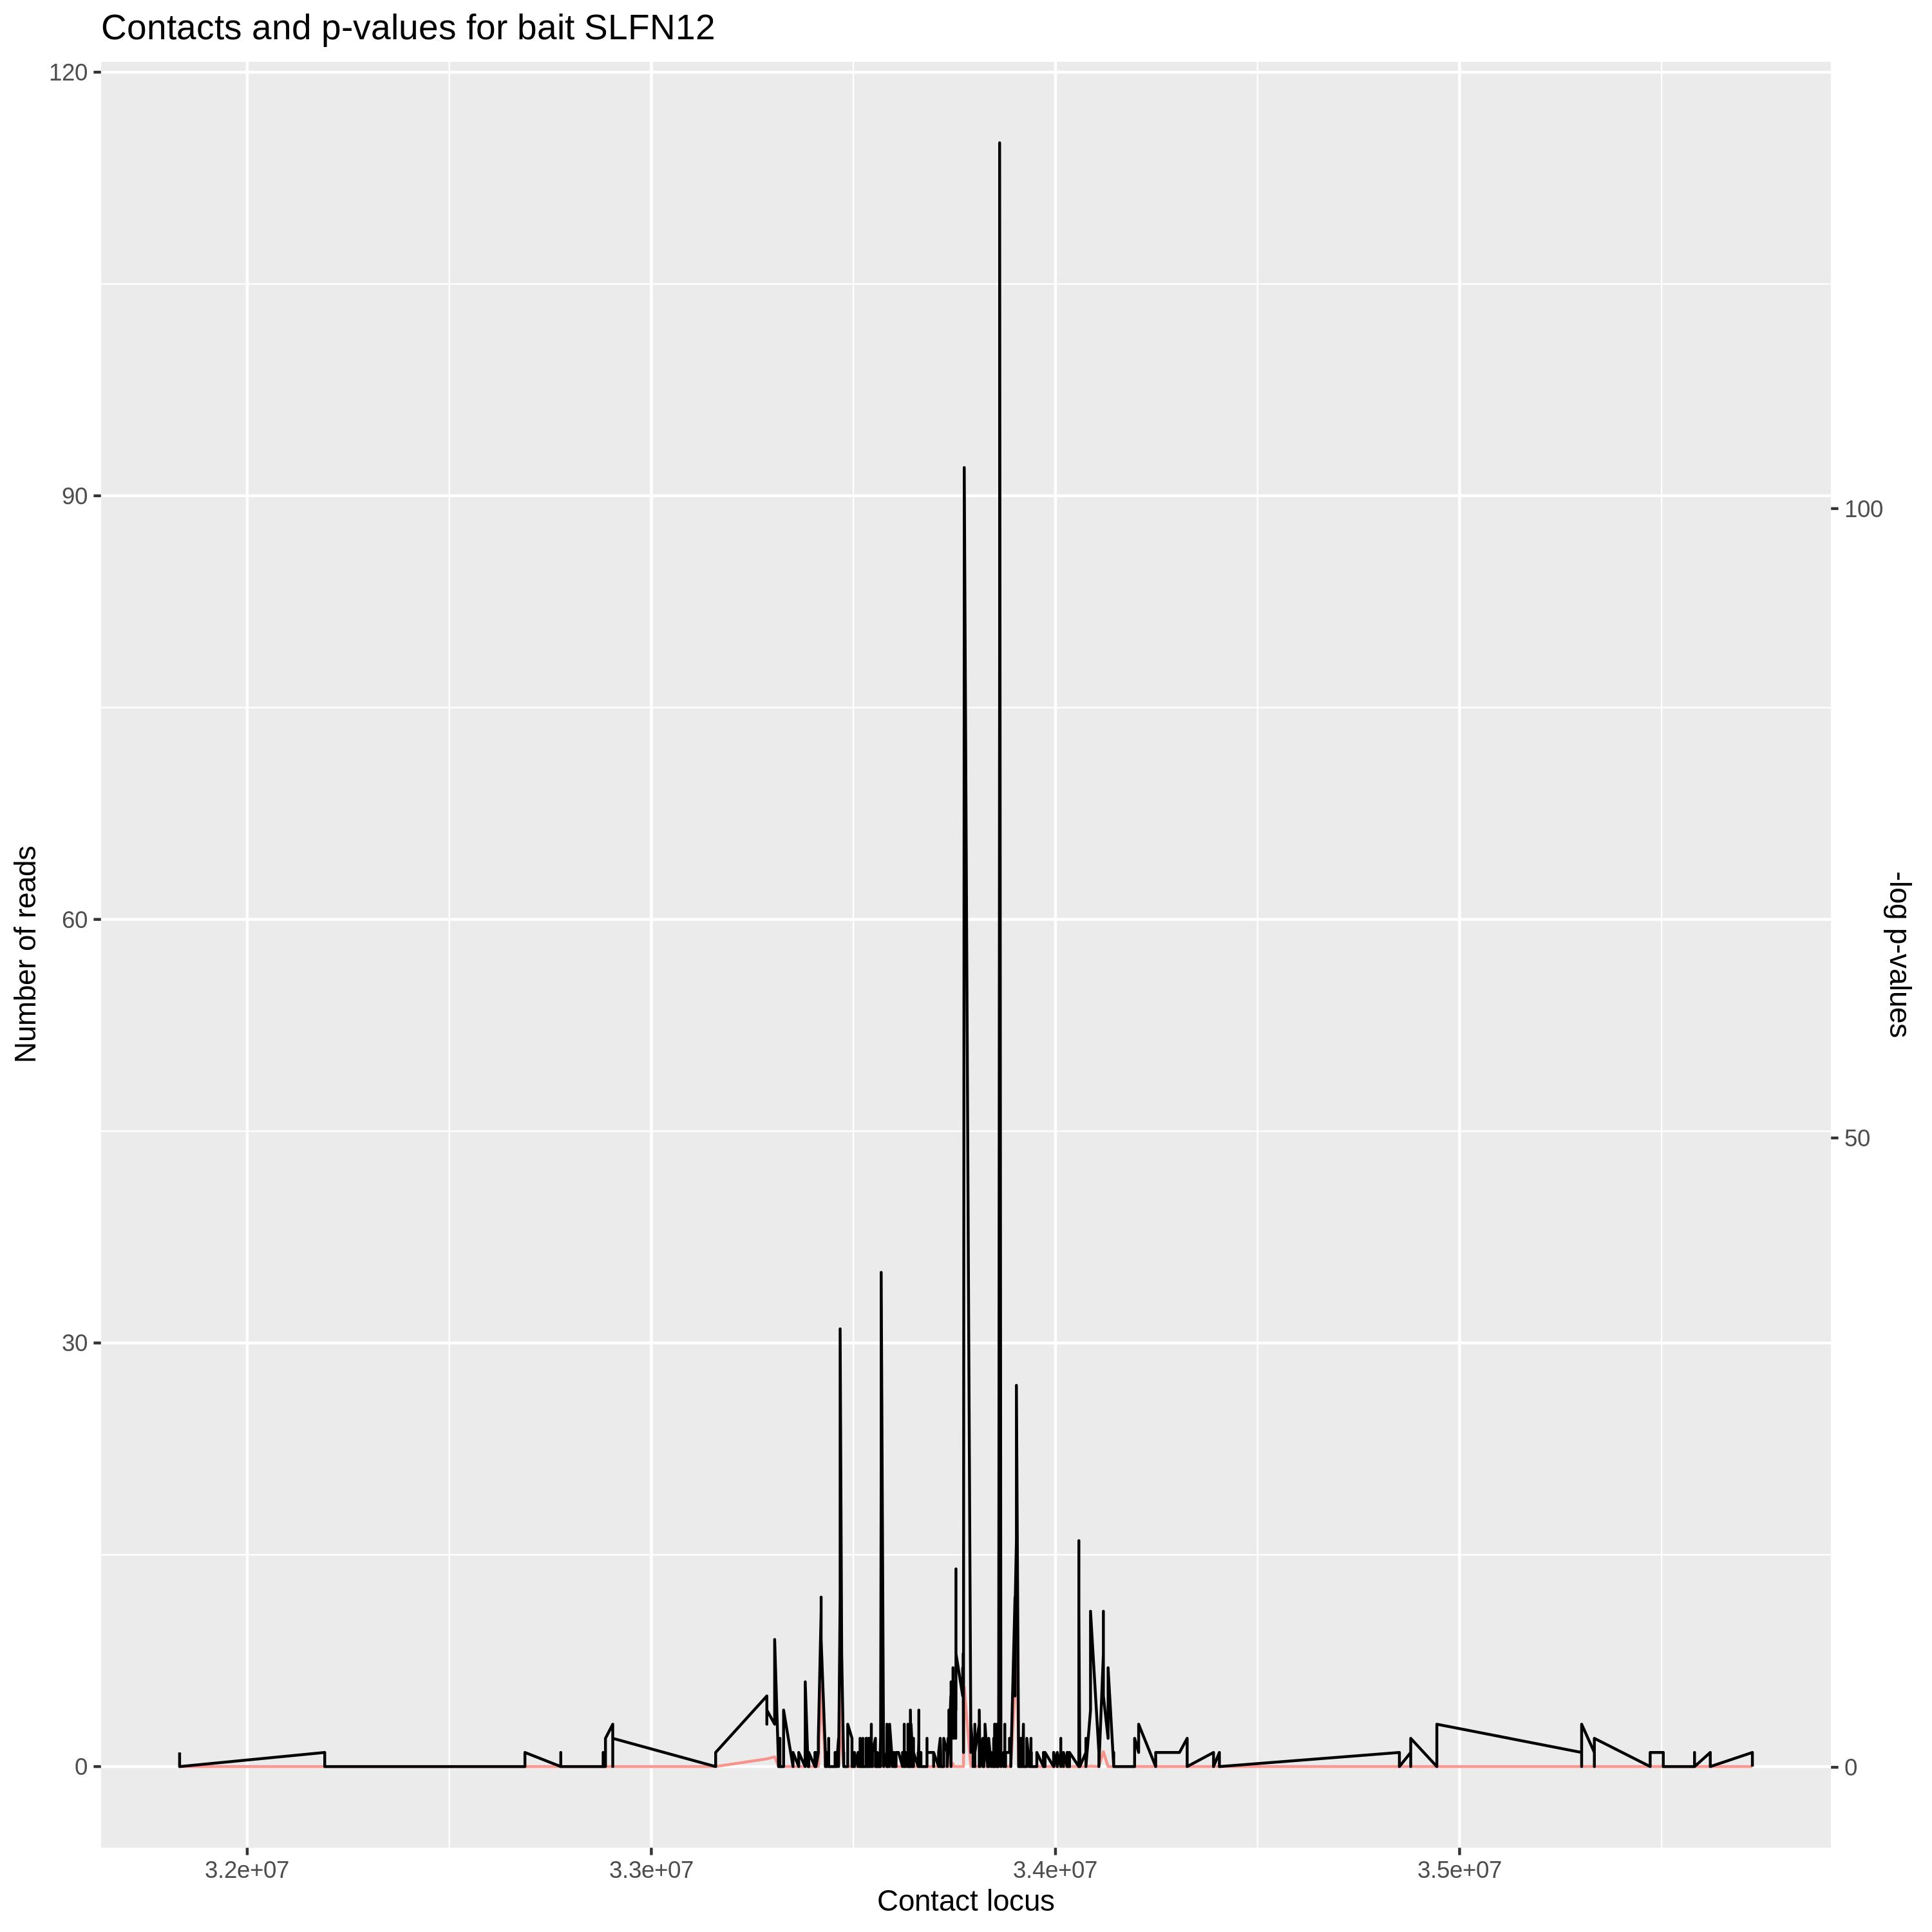 Contacts and p-values for bait SLFN12
120
90
60
30
0
Number of reads
100
50
0
-log p-values
3.2e+07
3.3e+07
3.4e+07
3.5e+07
Contact locus